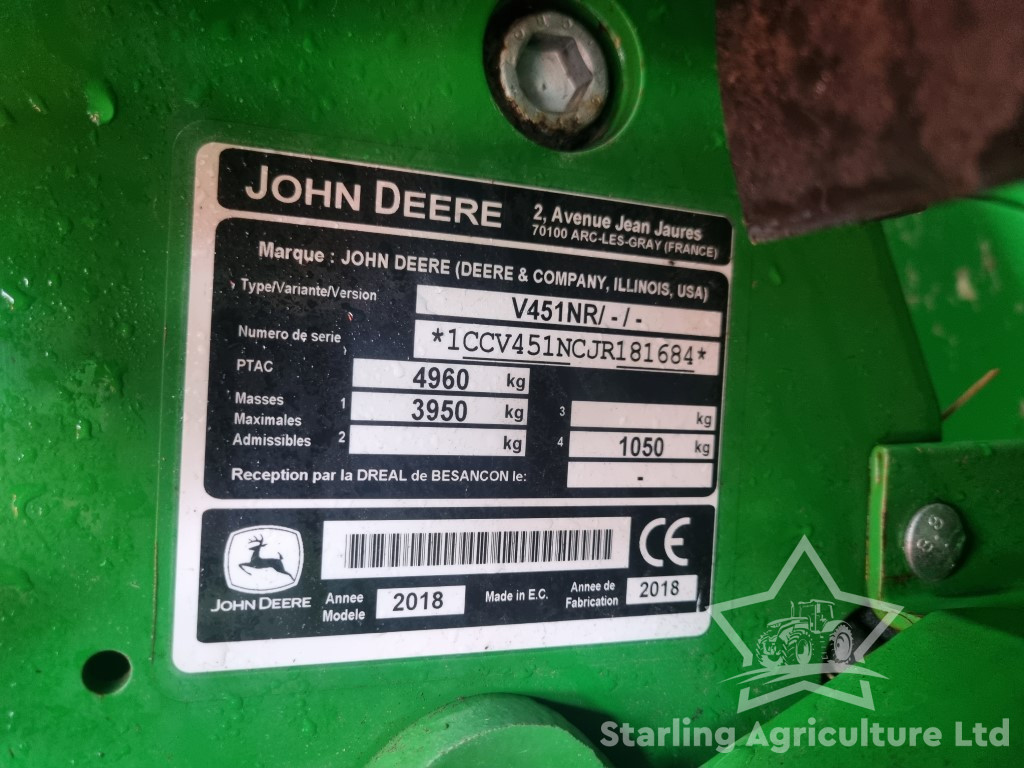 JOHN DEERE
2, Avenue Jean Jaures
70100 ARC-LES-GRAY (FRANCE)
Marque : JOHN DEERE (DEERE & COMPANY, ILLINOIS, USA)
Type/Variante/Version V451NR/ - / -
Numero de serie *1CCV451NCJR181684*
PTAC 4960 kg
Masses Maximales Admissibles
1 3950 kg 3 kg
2 kg 4 1050 kg
Reception par la DREAL de BESANCON le: -
CE
JOHN DEERE
Annee Modele 2018 Made in E.C. Annee de Fabrication 2018
8.8
Starling Agriculture Ltd